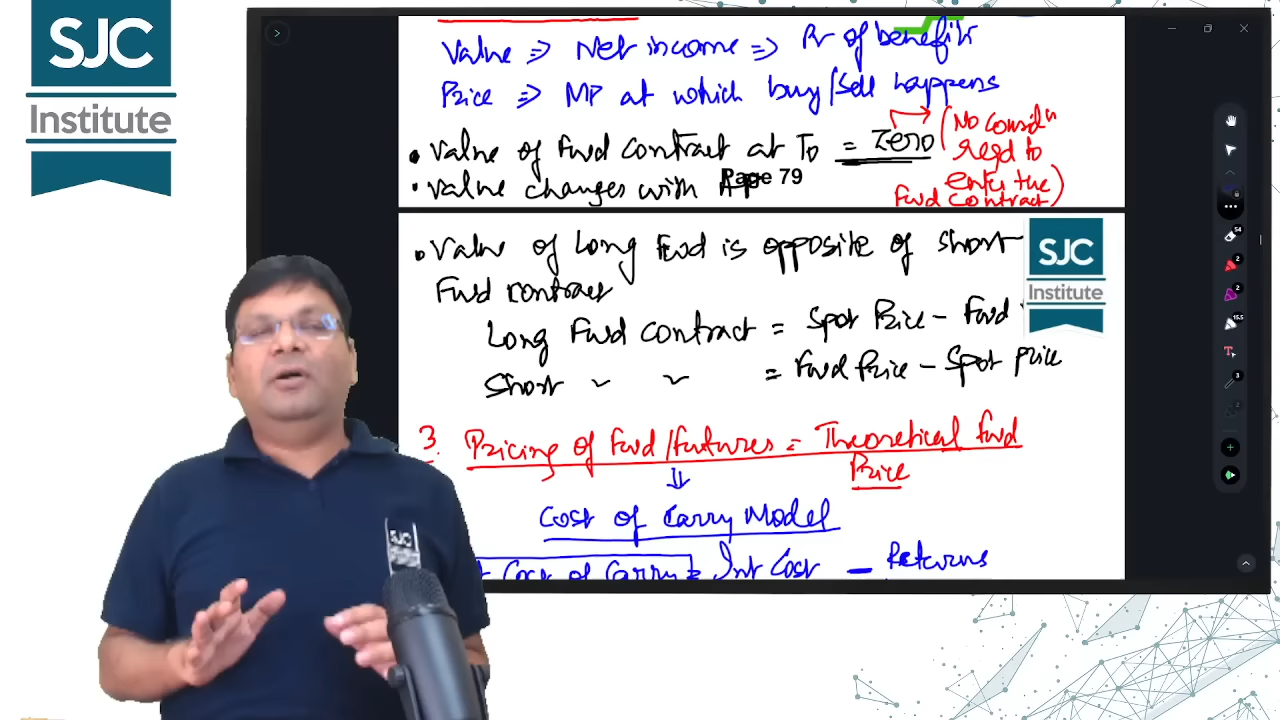 SJC
Institute
Value => Net income => Pr of benefits
Price => MP at which buy/sell happens
• Value of Fwd contract at T0 = Zero
(No consid n
reqd to
enter the
Fwd contract)
• Value changes with
Page 79
• Value of Long Fwd is opposite of short
Fwd contract
Long Fwd contract = Spot Price - Fwd
Short " " = Fwd Price - Spot price
SJC
Institute
3. Pricing of Fwd/futures = Theoretical Fwd
Price
Cost of Carry Model
Cost of Carry = Int Cost - Returns
SJC